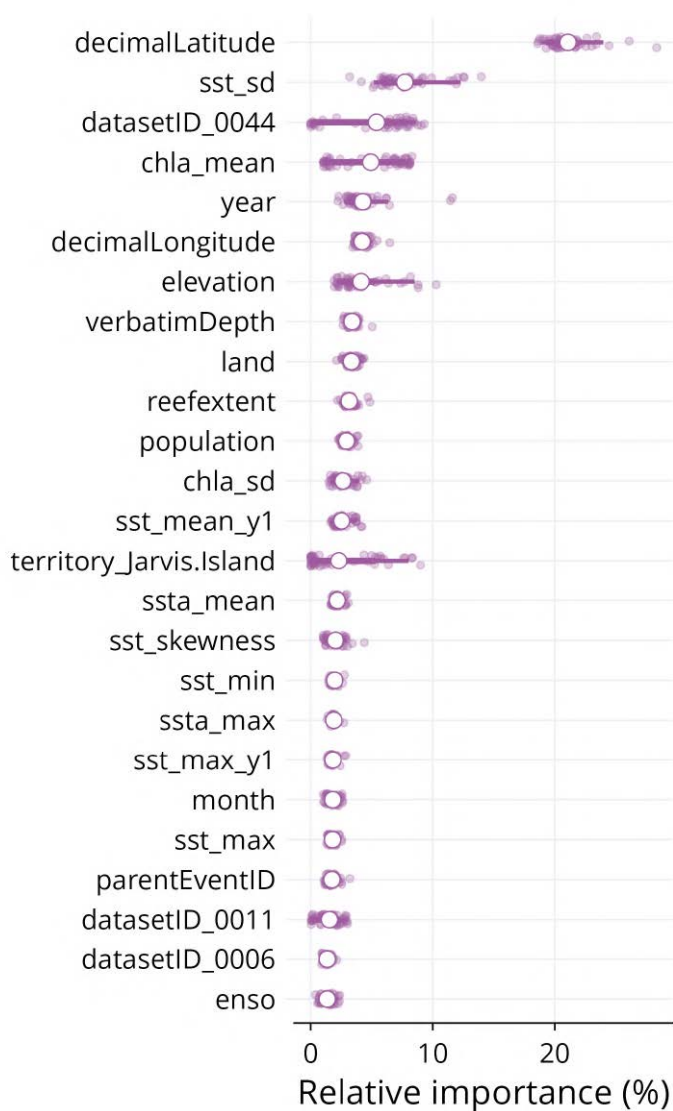 decimalLatitude
sst_sd
datasetID_0044
chla_mean
year
decimalLongitude
elevation
verbatimDepth
land
reefextent
population
chla_sd
sst_mean_y1
territory_Jarvis.Island
ssta_mean
sst_skewness
sst_min
ssta_max
sst_max_y1
month
sst_max
parentEventID
datasetID_0011
datasetID_0006
enso
0 10 20
Relative importance (%)